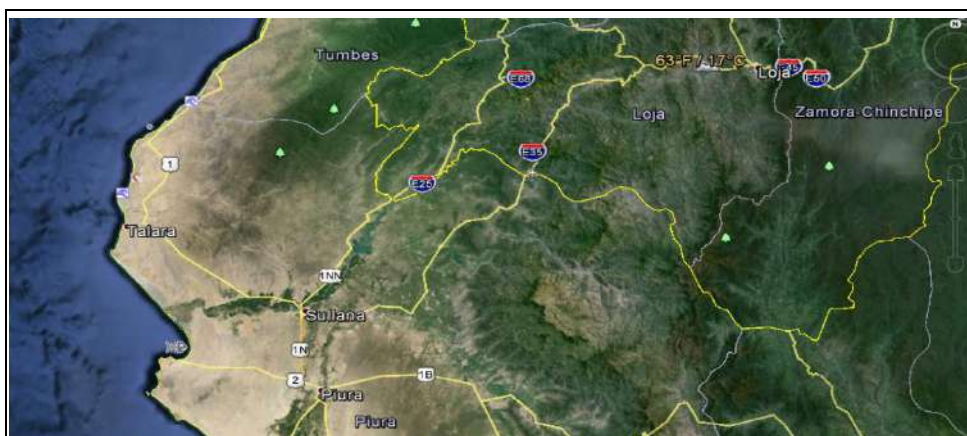 N
Tumbes
E68
63°F / 17°C
Loja
E45
E50
Loja
Zamora-Chinchipe
E35
1
E25
Talara
1NN
Sullana
1N
2
1B
Piura
Piura